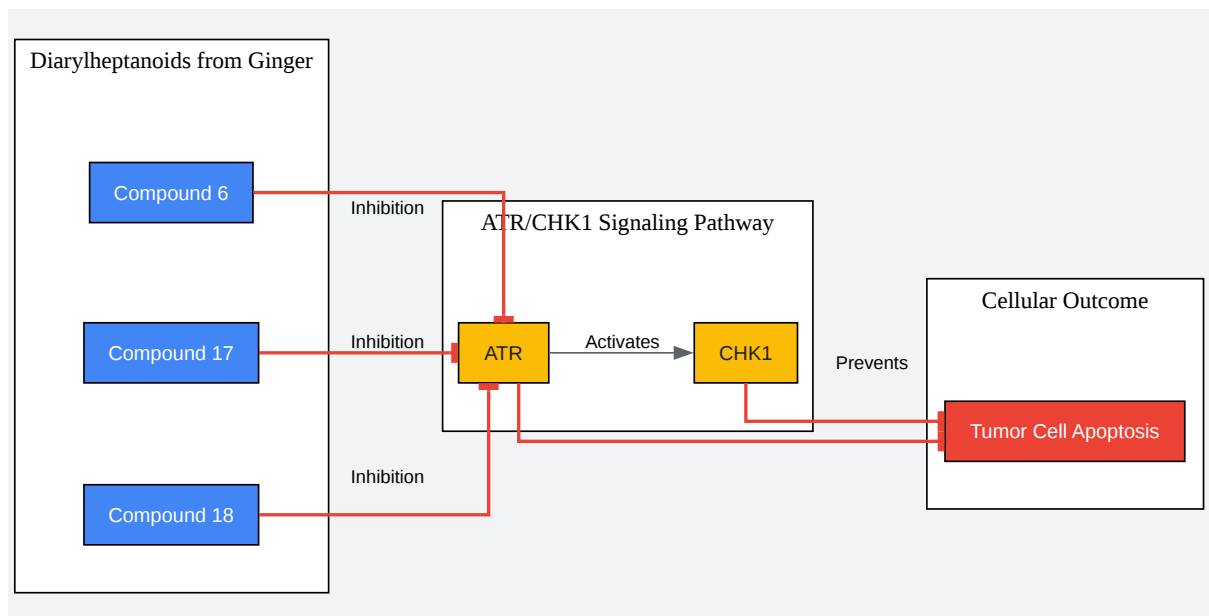 Diarylheptanoids from Ginger
Compound 6
Inhibition
ATR/CHK1 Signaling Pathway
Cellular Outcome
Compound 17
Inhibition
ATR
Activates
CHK1
Prevents
Tumor Cell Apoptosis
Inhibition
Compound 18